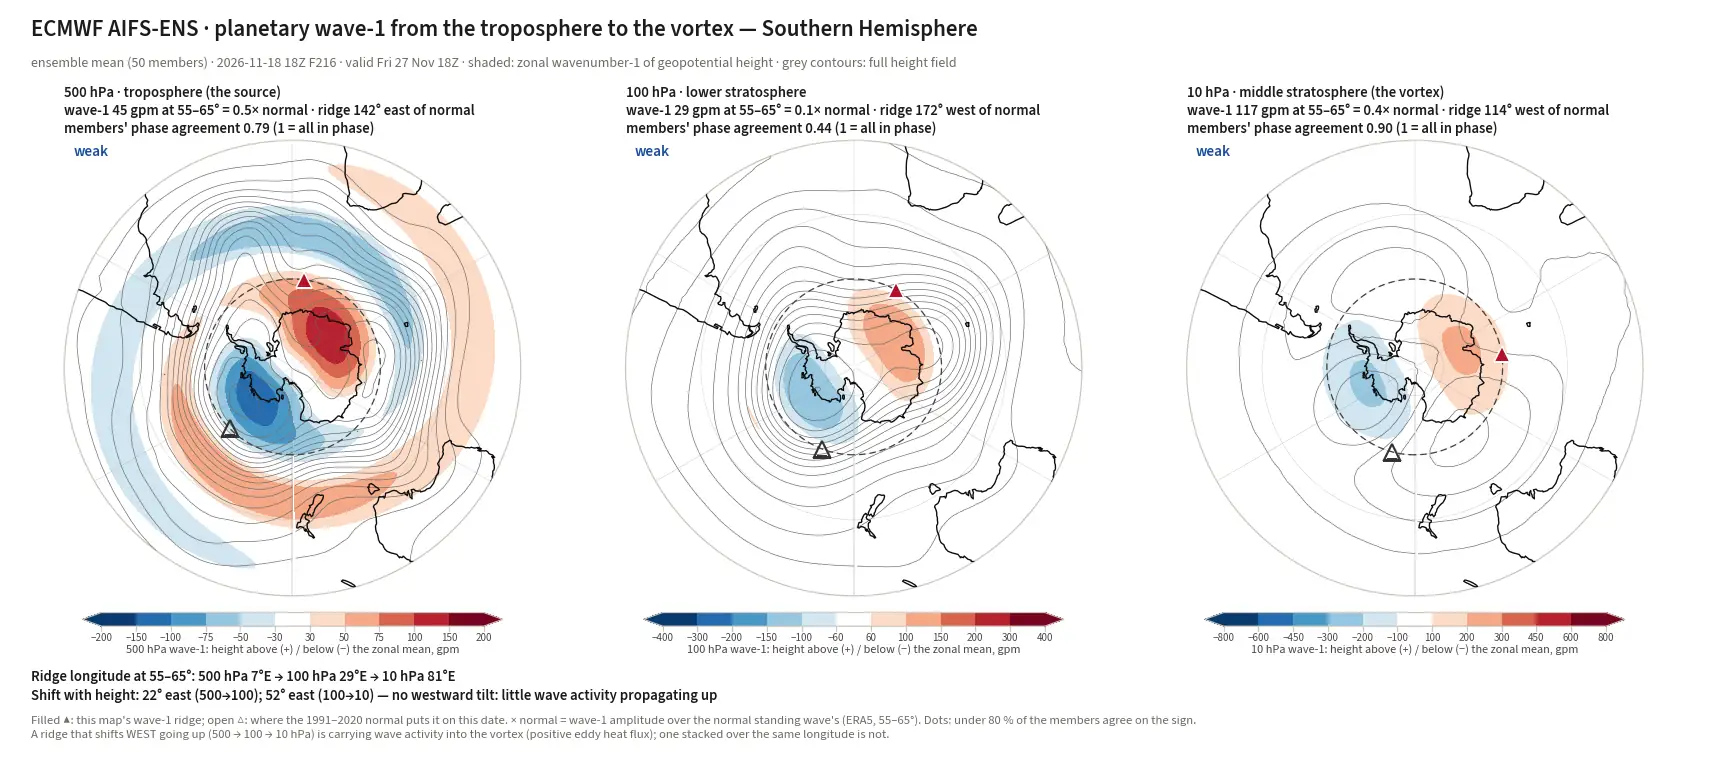 ECMWF AIFS-ENS · planetary wave-1 from the troposphere to the vortex — Southern Hemisphere
ensemble mean (50 members) · 2026-11-18 18Z F216 · valid Fri 27 Nov 18Z · shaded: zonal wavenumber-1 of geopotential height · grey contours: full height field
500 hPa · troposphere (the source)
wave-1 45 gpm at 55–65° = 0.5× normal · ridge 142° east of normal
members' phase agreement 0.79 (1 = all in phase)
weak
100 hPa · lower stratosphere
wave-1 29 gpm at 55–65° = 0.1× normal · ridge 172° west of normal
members' phase agreement 0.44 (1 = all in phase)
weak
10 hPa · middle stratosphere (the vortex)
wave-1 117 gpm at 55–65° = 0.4× normal · ridge 114° west of normal
members' phase agreement 0.90 (1 = all in phase)
weak
−200 −150 −100 −75 −50 −30 30 50 75 100 150 200
500 hPa wave-1: height above (+) / below (−) the zonal mean, gpm
−400 −300 −200 −150 −100 −60 60 100 150 200 300 400
100 hPa wave-1: height above (+) / below (−) the zonal mean, gpm
−800 −600 −450 −300 −200 −100 100 200 300 450 600 800
10 hPa wave-1: height above (+) / below (−) the zonal mean, gpm
Ridge longitude at 55–65°: 500 hPa 7°E → 100 hPa 29°E → 10 hPa 81°E
Shift with height: 22° east (500→100); 52° east (100→10) — no westward tilt: little wave activity propagating up
Filled ▲: this map's wave-1 ridge; open △: where the 1991–2020 normal puts it on this date. × normal = wave-1 amplitude over the normal standing wave's (ERA5, 55–65°). Dots: under 80 % of the members agree on the sign.
A ridge that shifts WEST going up (500 → 100 → 10 hPa) is carrying wave activity into the vortex (positive eddy heat flux); one stacked over the same longitude is not.